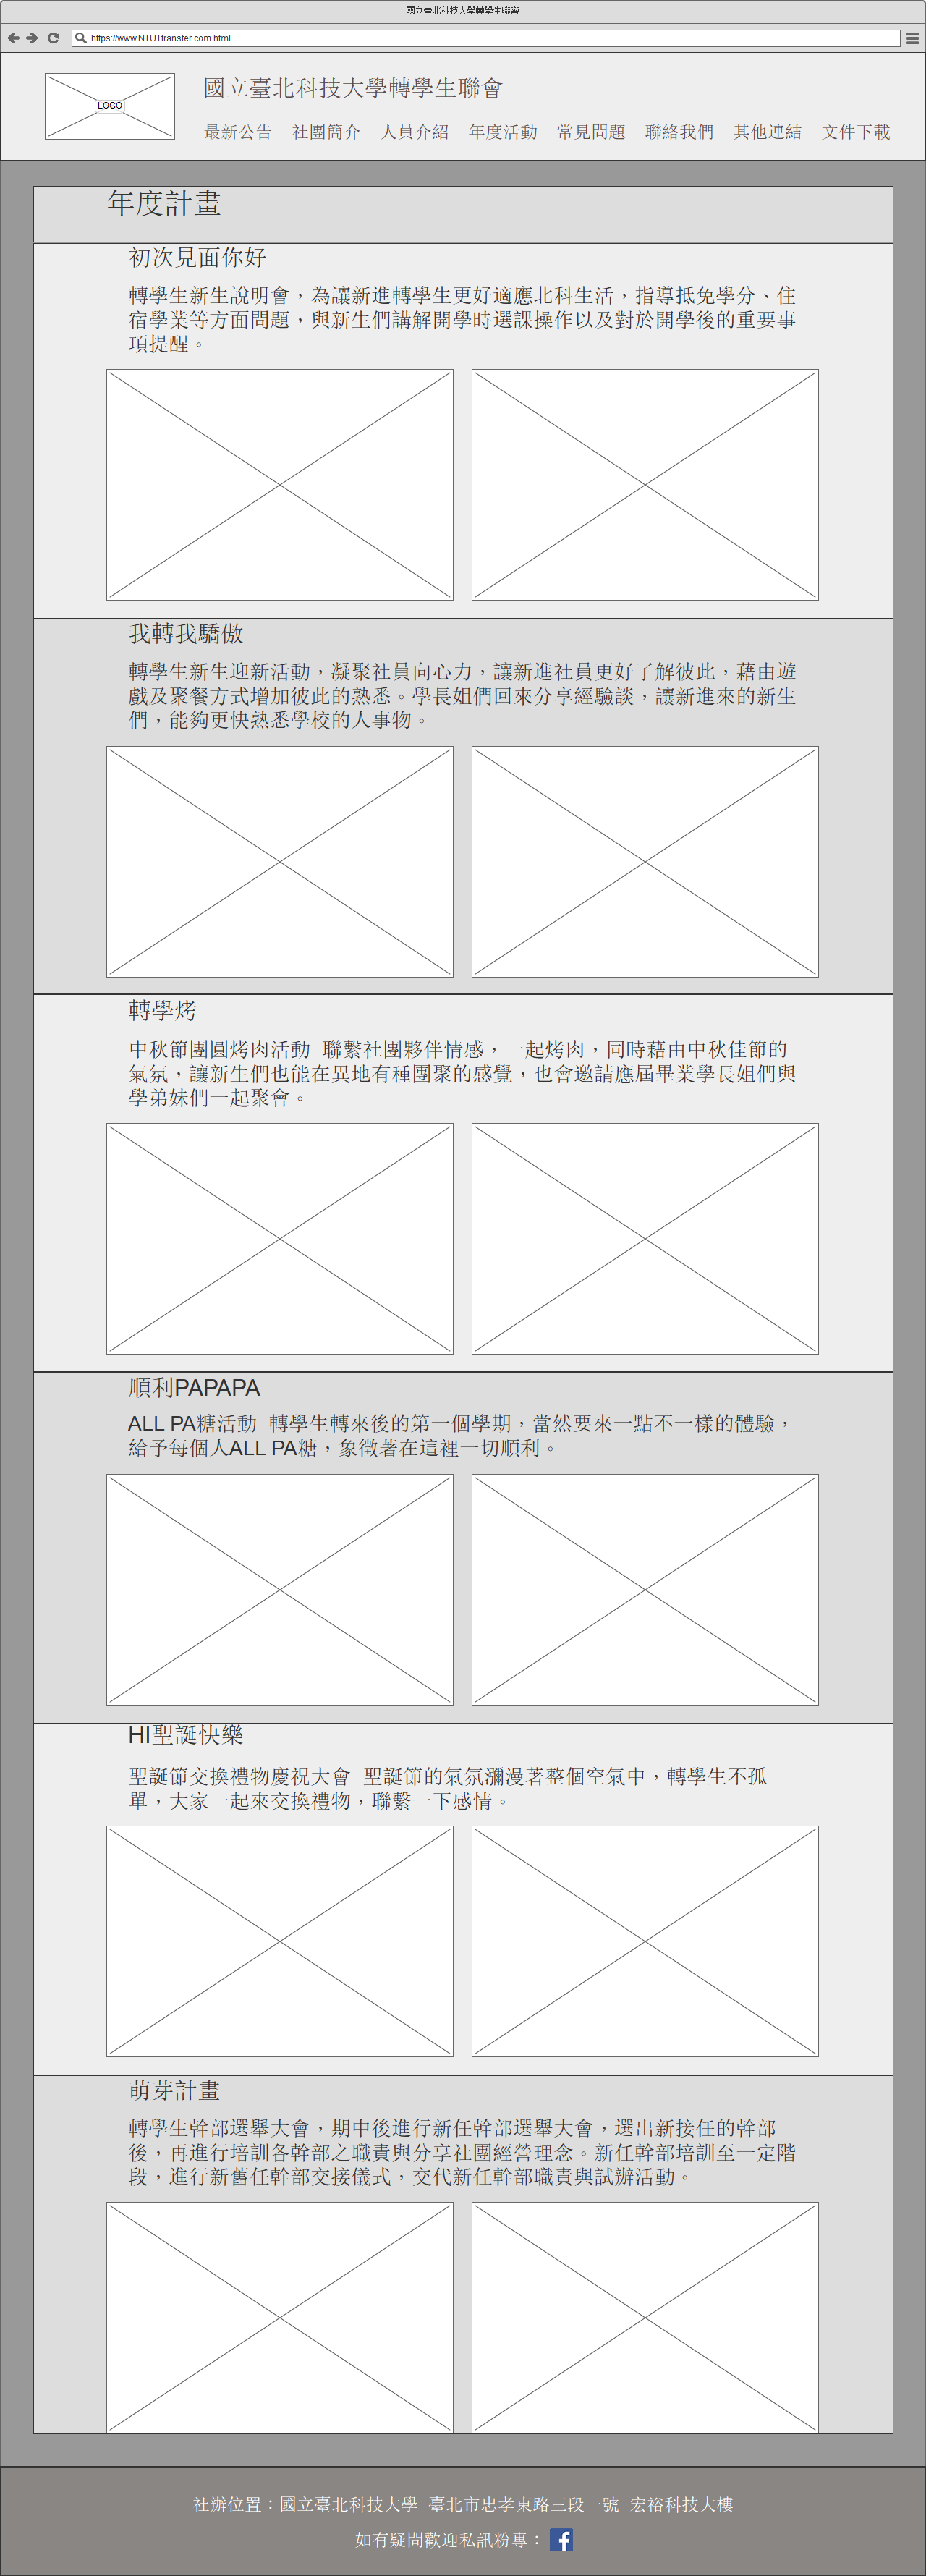 國立臺北科技大學轉學生聯會
https://www.NTUTtransfer.com.html
LOGO
國立臺北科技大學轉學生聯會
最新公告 社團簡介 人員介紹 年度活動 常見問題 聯絡我們 其他連結 文件下載
年度計畫
初次見面你好
轉學生新生說明會，為讓新進轉學生更好適應北科生活，指導抵免學分、住
宿學業等方面問題，與新生們講解開學時選課操作以及對於開學後的重要事
項提醒。
我轉我驕傲
轉學生新生迎新活動，凝聚社員向心力，讓新進社員更好了解彼此，藉由遊
戲及聚餐方式增加彼此的熟悉。學長姐們回來分享經驗談，讓新進來的新生
們，能夠更快熟悉學校的人事物。
轉學烤
中秋節團圓烤肉活動 聯繫社團夥伴情感，一起烤肉，同時藉由中秋佳節的
氣氛，讓新生們也能在異地有種團聚的感覺，也會邀請應屆畢業學長姐們與
學弟妹們一起聚會。
順利PAPAPA
ALL PA糖活動 轉學生轉來後的第一個學期，當然要來一點不一樣的體驗，
給予每個人ALL PA糖，象徵著在這裡一切順利。
HI聖誕快樂
聖誕節交換禮物慶祝大會 聖誕節的氣氛瀰漫著整個空氣中，轉學生不孤
單，大家一起來交換禮物，聯繫一下感情。
萌芽計畫
轉學生幹部選舉大會，期中後進行新任幹部選舉大會，選出新接任的幹部
後，再進行培訓各幹部之職責與分享社團經營理念。新任幹部培訓至一定階
段，進行新舊任幹部交接儀式，交代新任幹部職責與試辦活動。
社辦位置：國立臺北科技大學 臺北市忠孝東路三段一號 宏裕科技大樓
如有疑問歡迎私訊粉專：